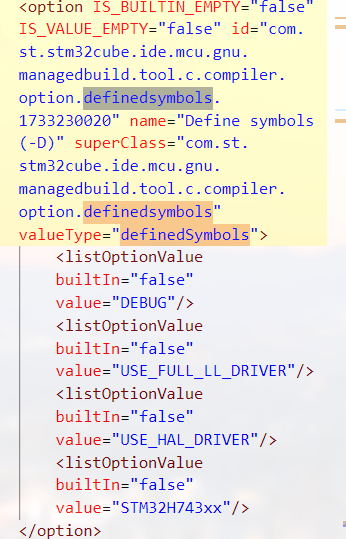 <option IS_BUILTIN_EMPTY="false"
IS_VALUE_EMPTY="false" id="com.
st.stm32cube.ide.mcu.gnu.
managedbuild.tool.c.compiler.
option.definedsymbols.
1733230020" name="Define symbols
(-D)" superClass="com.st.
stm32cube.ide.mcu.gnu.
managedbuild.tool.c.compiler.
option.definedsymbols"
valueType="definedSymbols">
<listOptionValue
builtIn="false"
value="DEBUG"/>
<listOptionValue
builtIn="false"
value="USE_FULL_LL_DRIVER"/>
<listOptionValue
builtIn="false"
value="USE_HAL_DRIVER"/>
<listOptionValue
builtIn="false"
value="STM32H743xx"/>
</option>